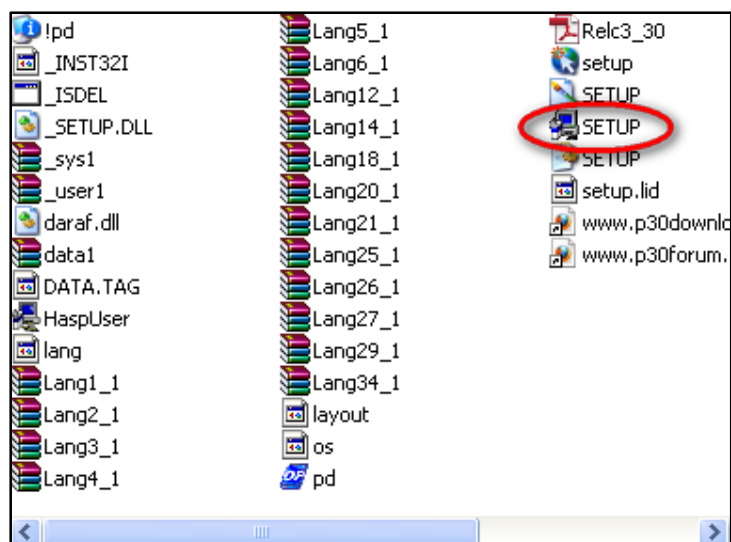 !pd
_INST32I
_ISDEL
_SETUP.DLL
_sys1
_user1
daraf.dll
data1
DATA.TAG
HaspUser
lang
Lang1_1
Lang2_1
Lang3_1
Lang4_1
Lang5_1
Lang6_1
Lang12_1
Lang14_1
Lang18_1
Lang20_1
Lang21_1
Lang25_1
Lang26_1
Lang27_1
Lang29_1
Lang34_1
layout
os
pd
Relc3_30
setup
SETUP
SETUP
SETUP
setup.lid
www.p30downlo
www.p30forum.